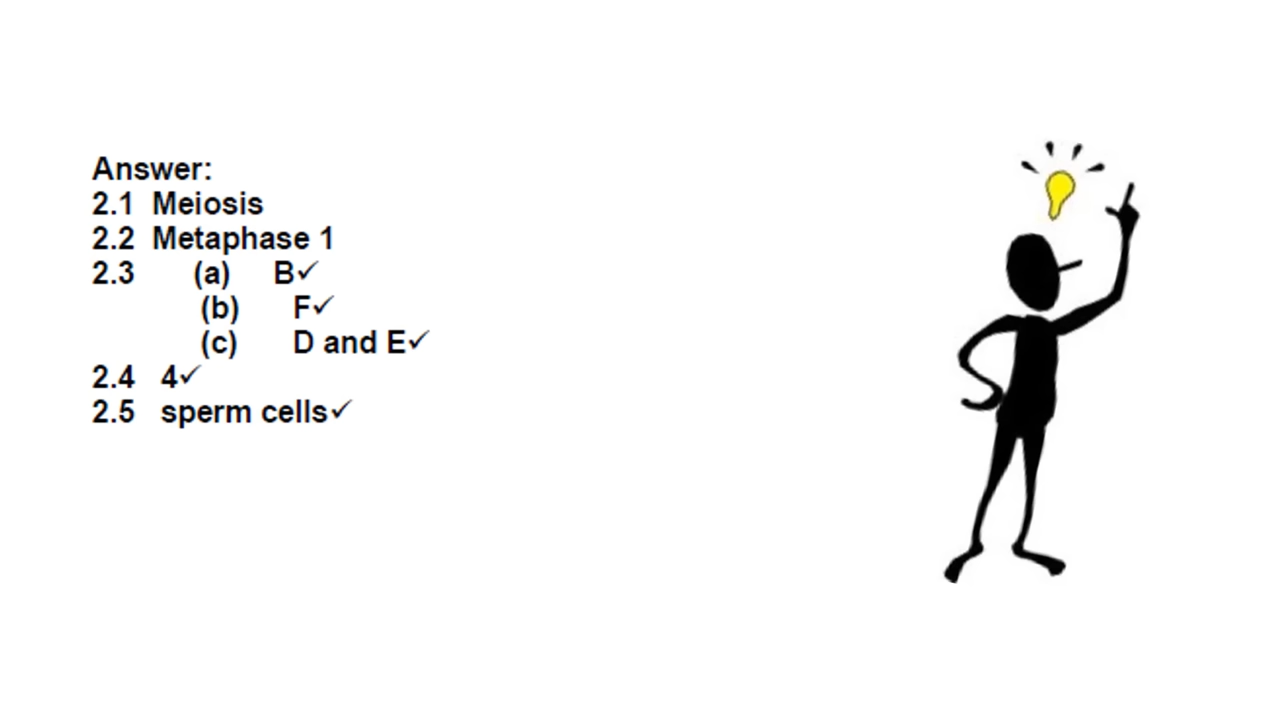 Answer:
2.1 Meiosis
2.2 Metaphase 1
2.3 (a) B✓
(b) F✓
(c) D and E✓
2.4 4✓
2.5 sperm cells✓